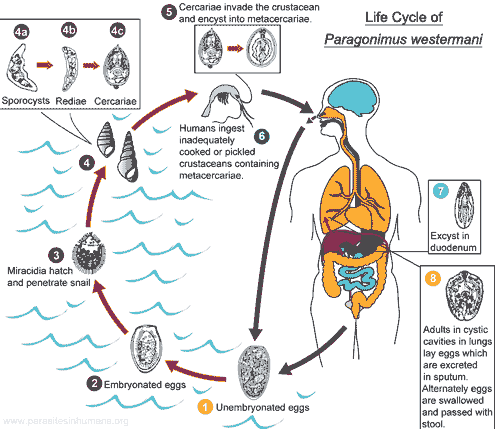 Life Cycle of
Paragonimus westermani
4a
4b
4c
Sporocysts
Rediae
Cercariae
5
Cercariae invade the crustacean
and encyst into metacercariae.
Humans ingest
inadequately
cooked or pickled
crustaceans containing
metacercariae.
6
4
3
Miracidia hatch
and penetrate snail
2
Embryonated eggs
1
Unembryonated eggs
7
Excyst in
duodenum
8
Adults in cystic
cavities in lungs
lay eggs which
are excreted
in sputum.
Alternately eggs
are swallowed
and passed with
stool.
www.parasitesinhumans.org